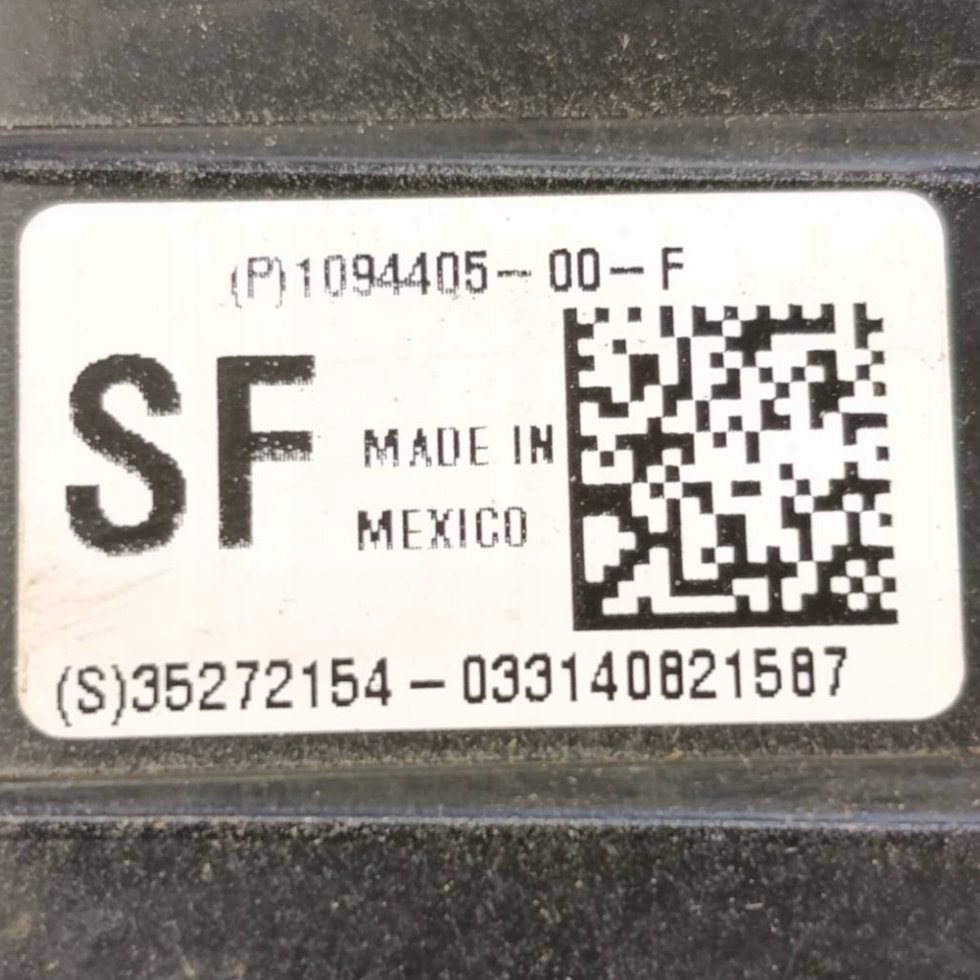 (P)1094405-00-F
SF
MADE IN
MEXICO
(S)35272154-033140821587